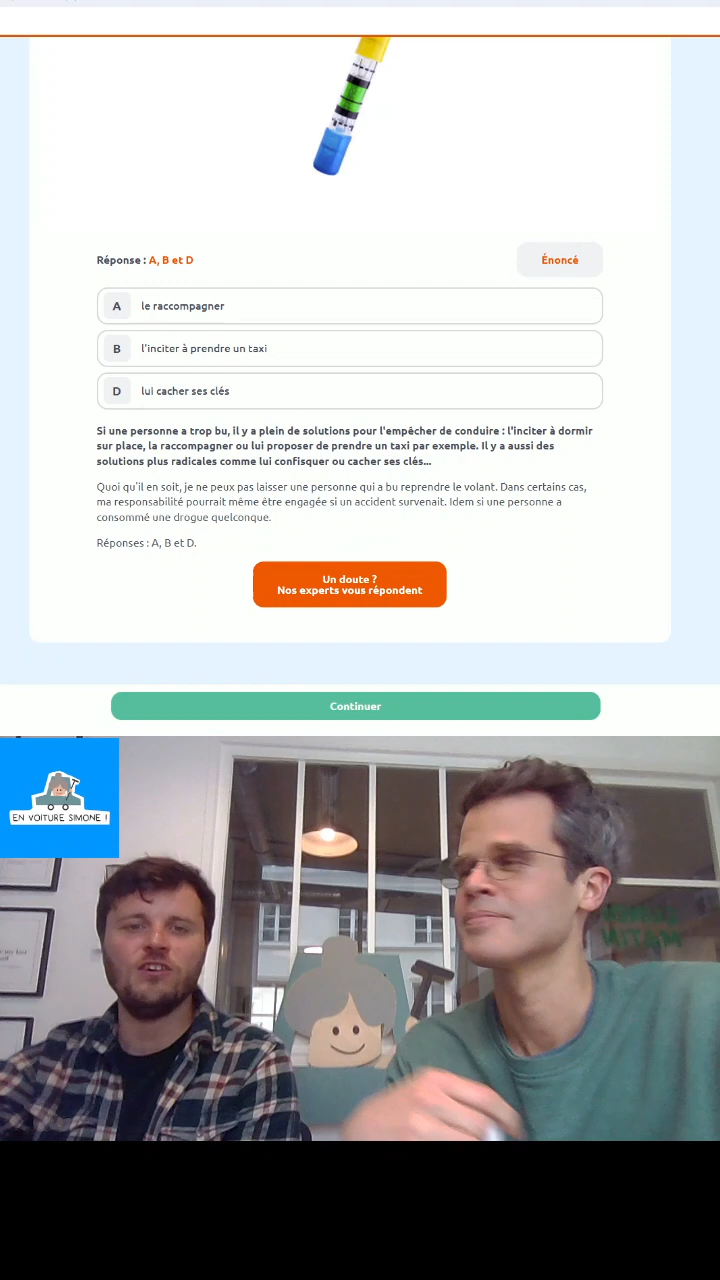 Réponse : A, B et D
Énoncé
A le raccompagner
B l'inciter à prendre un taxi
D lui cacher ses clés
Si une personne a trop bu, il y a plein de solutions pour l'empêcher de conduire : l'inciter à dormir
sur place, la raccompagner ou lui proposer de prendre un taxi par exemple. Il y a aussi des
solutions plus radicales comme lui confisquer ou cacher ses clés...
Quoi qu'il en soit, je ne peux pas laisser une personne qui a bu reprendre le volant. Dans certains cas,
ma responsabilité pourrait même être engagée si un accident survenait. Idem si une personne a
consommé une drogue quelconque.
Réponses : A, B et D.
Un doute ?
Nos experts vous répondent
Continuer
EN VOITURE SIMONE !